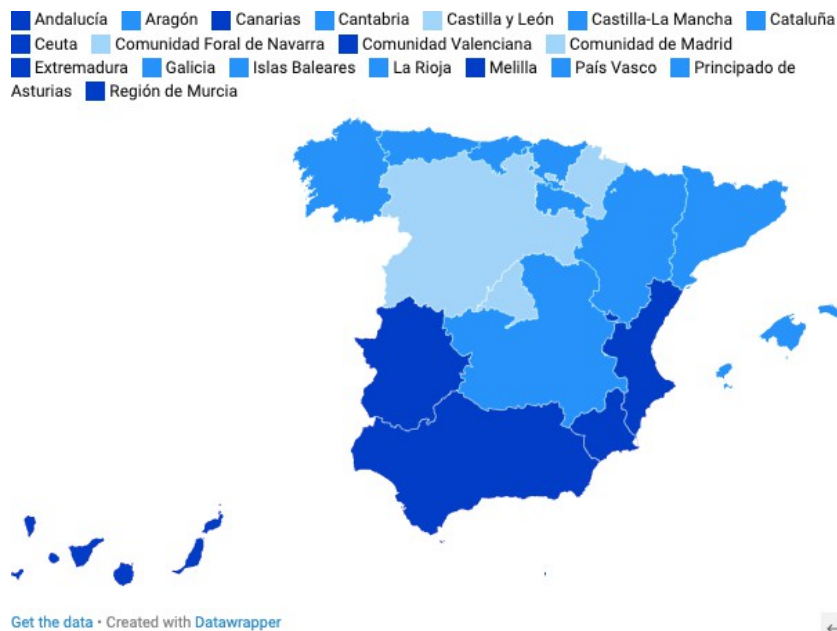 Andalucía Aragón Canarias Cantabria Castilla y León Castilla-La Mancha Cataluña
Ceuta Comunidad Foral de Navarra Comunidad Valenciana Comunidad de Madrid
Extremadura Galicia Islas Baleares La Rioja Melilla País Vasco Principado de
Asturias Región de Murcia
Get the data • Created with Datawrapper